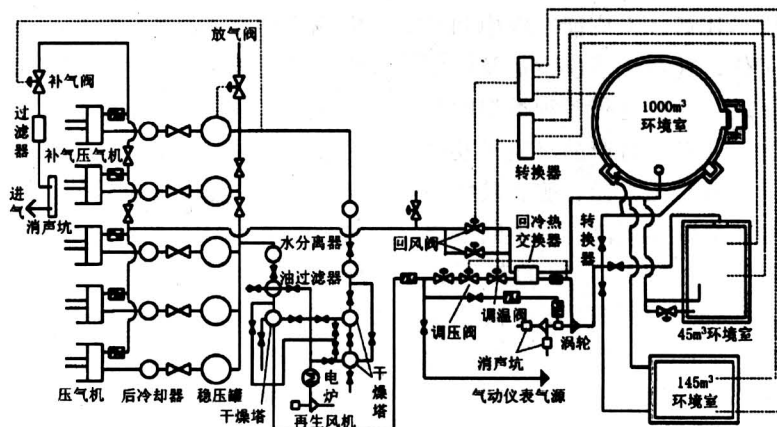 放气阀
补气阀
过滤器
补气压气机
进气
消声坑
水分离器
油过滤器
压气机
后冷却器
稳压罐
干燥塔
电炉
再生风机
干燥塔
回风阀
转换器
回冷热
交换器
转换器
1000m³
环境室
调压阀
调温阀
消声坑
涡轮
气动仪表气源
45m³环境室
145m³
环境室